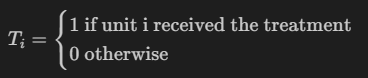 T_i = { 1 if unit i received the treatment
0 otherwise